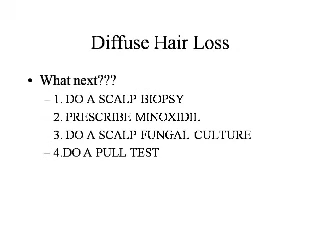 Diffuse Hair Loss
• What next???
– 1. DO A SCALP BIOPSY
2. PRESCRIBE MINOXIDIL
3. DO A SCALP FUNGAL CULTURE
– 4.DO A PULL TEST